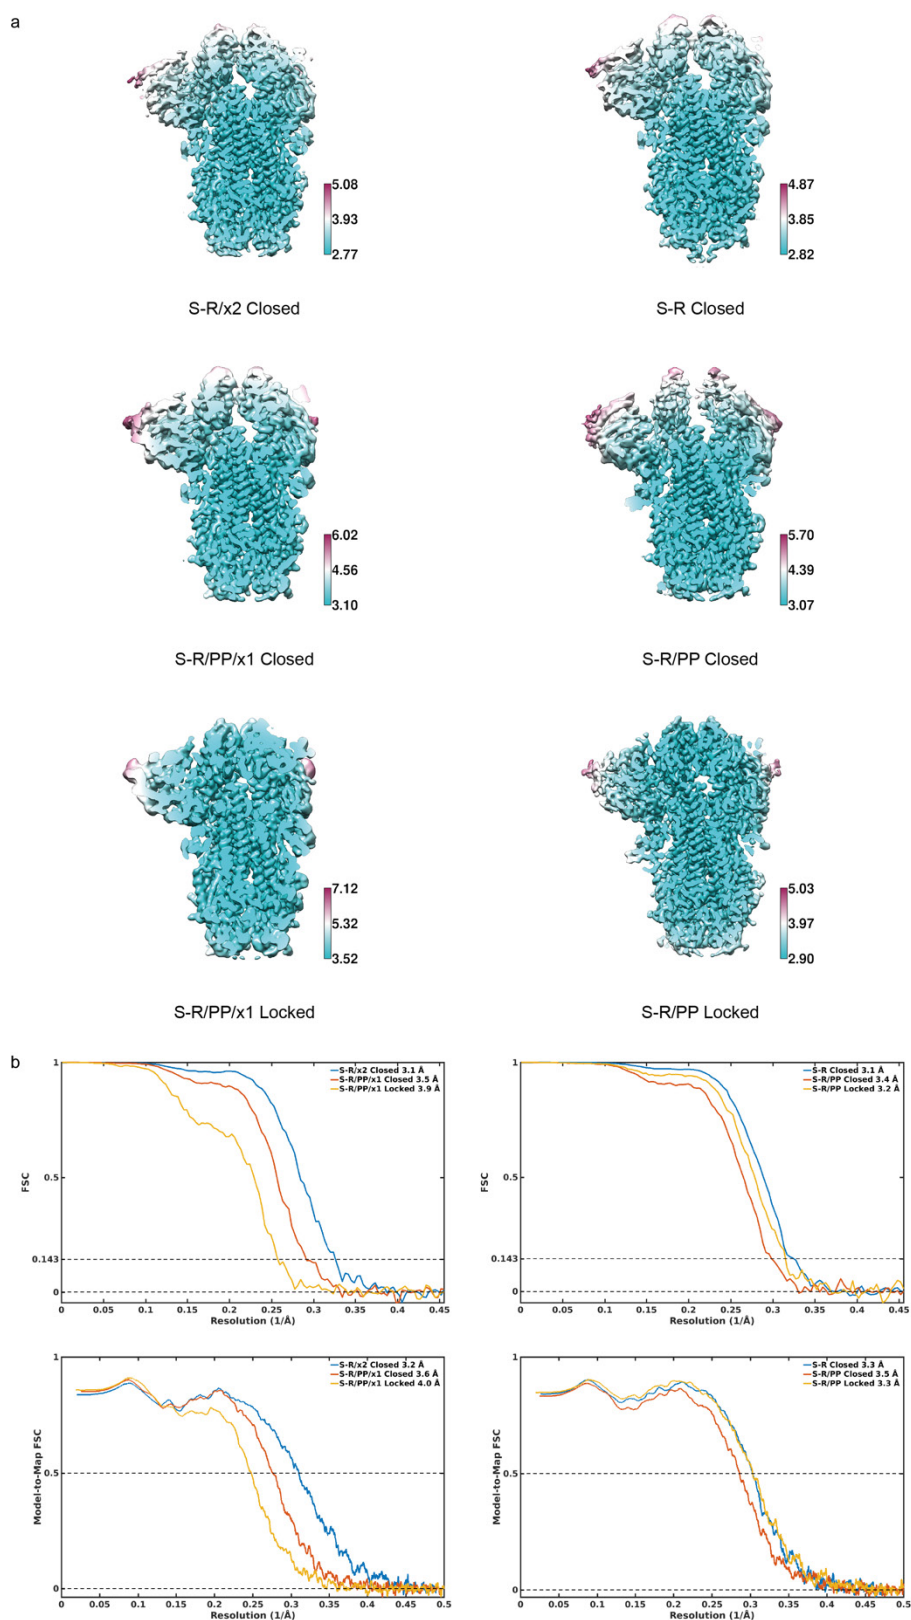 a
5.08
3.93
2.77
S-R/x2 Closed
4.87
3.85
2.82
S-R Closed
6.02
4.56
3.10
S-R/PP/x1 Closed
5.70
4.39
3.07
S-R/PP Closed
7.12
5.32
3.52
S-R/PP/x1 Locked
5.03
3.97
2.90
S-R/PP Locked
b
1
S-R/x2 Closed 3.1 Å
S-R/PP/x1 Closed 3.5 Å
S-R/PP/x1 Locked 3.9 Å
FSC
0.5
0.143
0
0 0.05 0.1 0.15 0.2 0.25 0.3 0.35 0.4 0.45
Resolution (1/Å)
1
S-R Closed 3.1 Å
S-R/PP Closed 3.4 Å
S-R/PP Locked 3.2 Å
FSC
0.5
0.143
0
0 0.05 0.1 0.15 0.2 0.25 0.3 0.35 0.4 0.45
Resolution (1/Å)
1
S-R/x2 Closed 3.2 Å
S-R/PP/x1 Closed 3.6 Å
S-R/PP/x1 Locked 4.0 Å
Model-to-Map FSC
0.5
0
0 0.05 0.1 0.15 0.2 0.25 0.3 0.35 0.4 0.45 0.5
Resolution (1/Å)
1
S-R Closed 3.3 Å
S-R/PP Closed 3.5 Å
S-R/PP Locked 3.3 Å
Model-to-Map FSC
0.5
0
0 0.05 0.1 0.15 0.2 0.25 0.3 0.35 0.4 0.45 0.5
Resolution (1/Å)